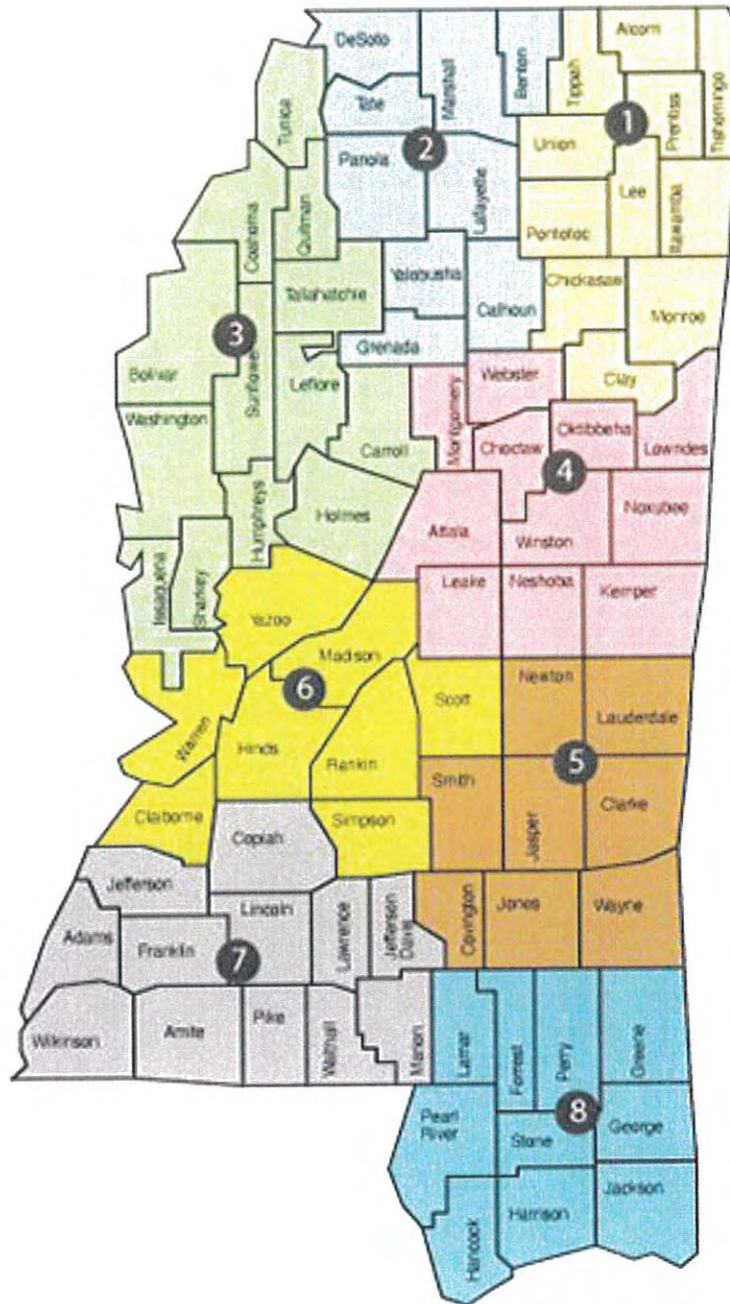 DeSoto
Marshall
Benton
Tippah
Alcorn
Tishomingo
Prentiss
Tate
Tunica
Panola
2
Lafayette
Union
1
Lee
Itawamba
Pontotoc
Coahoma
Quitman
Tallahatchie
Yalobusha
Calhoun
Chickasaw
Monroe
3
Bolivar
Sunflower
Leflore
Grenada
Clay
Washington
Carroll
Montgomery
Webster
Choctaw
Oktibbeha
4
Lowndes
Humphreys
Holmes
Attala
Winston
Noxubee
Issaquena
Sharkey
Yazoo
Leake
Neshoba
Kemper
Madison
6
Warren
Hinds
Rankin
Scott
Newton
Lauderdale
5
Claiborne
Simpson
Smith
Jasper
Clarke
Copiah
Jefferson
Lincoln
Lawrence
Jefferson
Davis
Covington
Jones
Wayne
Adams
Franklin
7
Wilkinson
Amite
Pike
Walthall
Marion
Lamar
Forrest
Perry
Greene
8
Pearl
River
Stone
George
Hancock
Harrison
Jackson